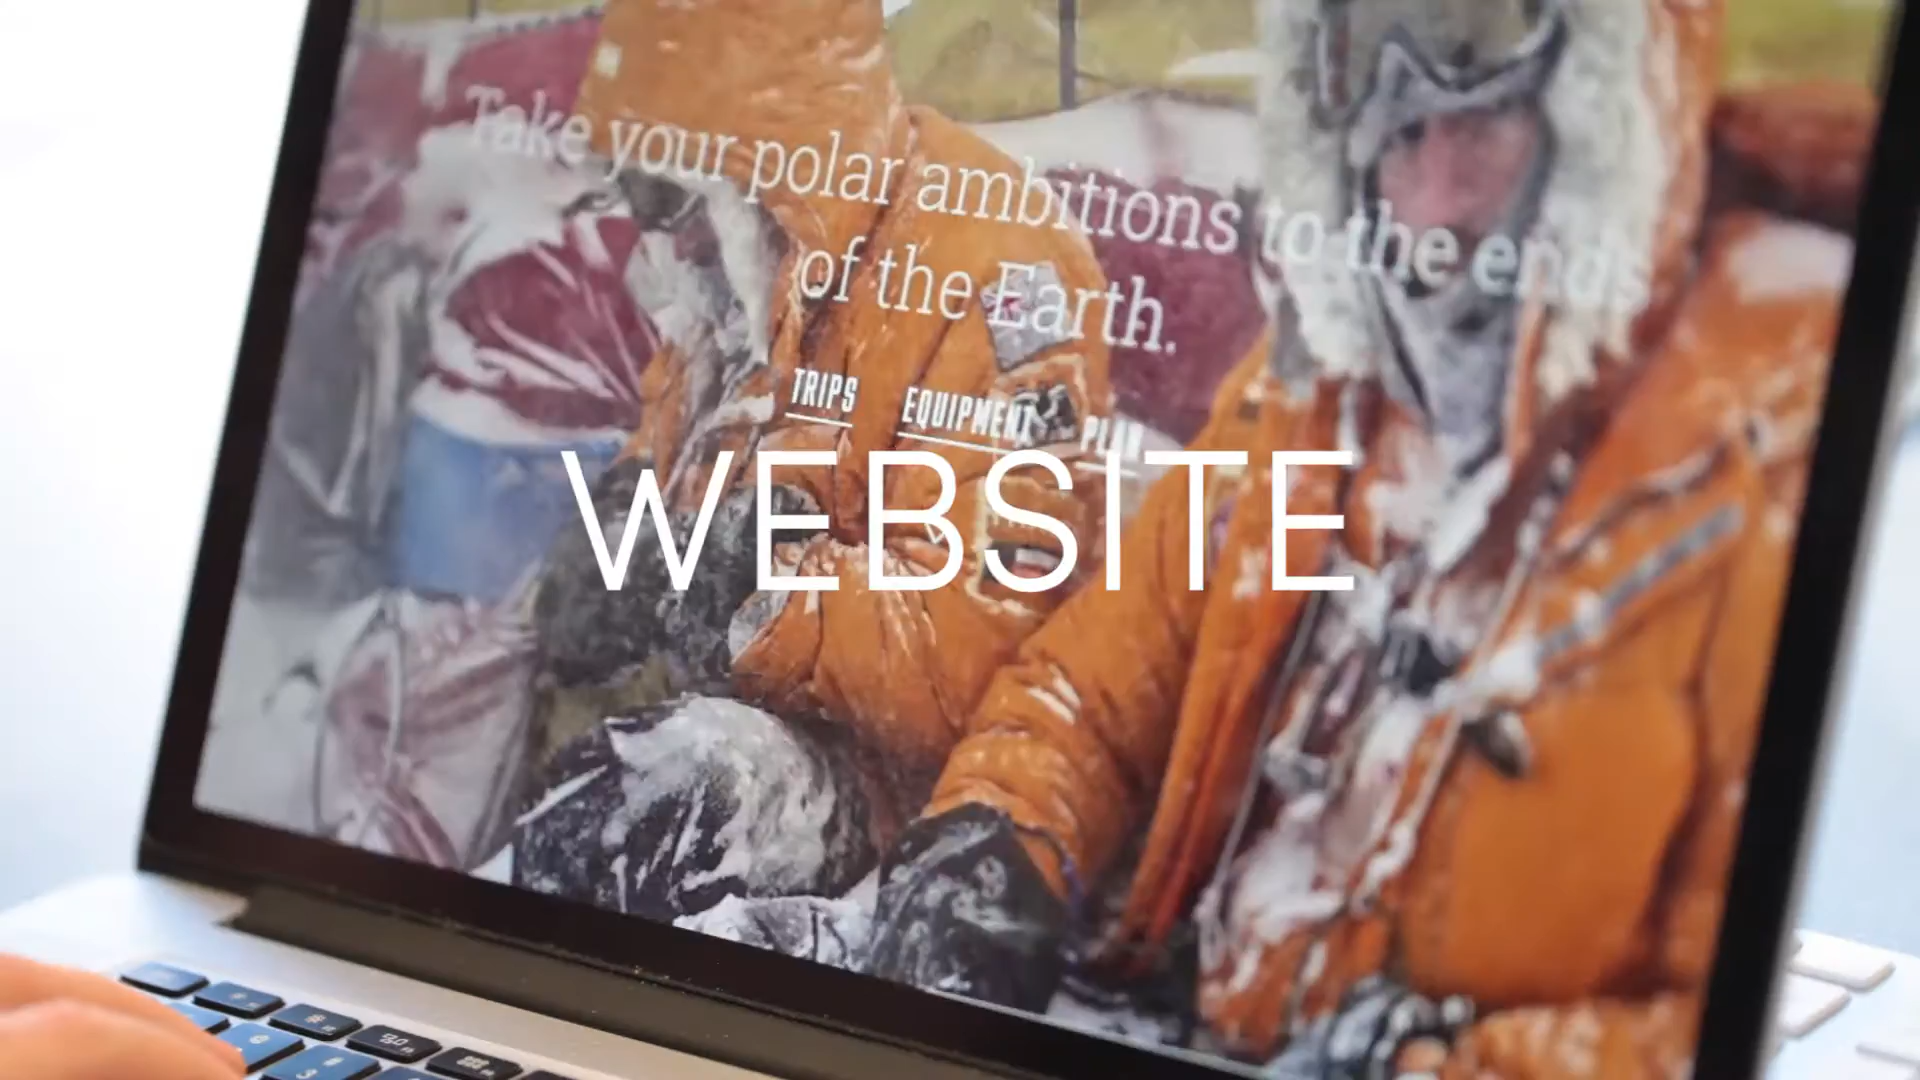 Take your polar ambitions to the ends
of the Earth.
TRIPS EQUIPMENT PLAN
WEBSITE